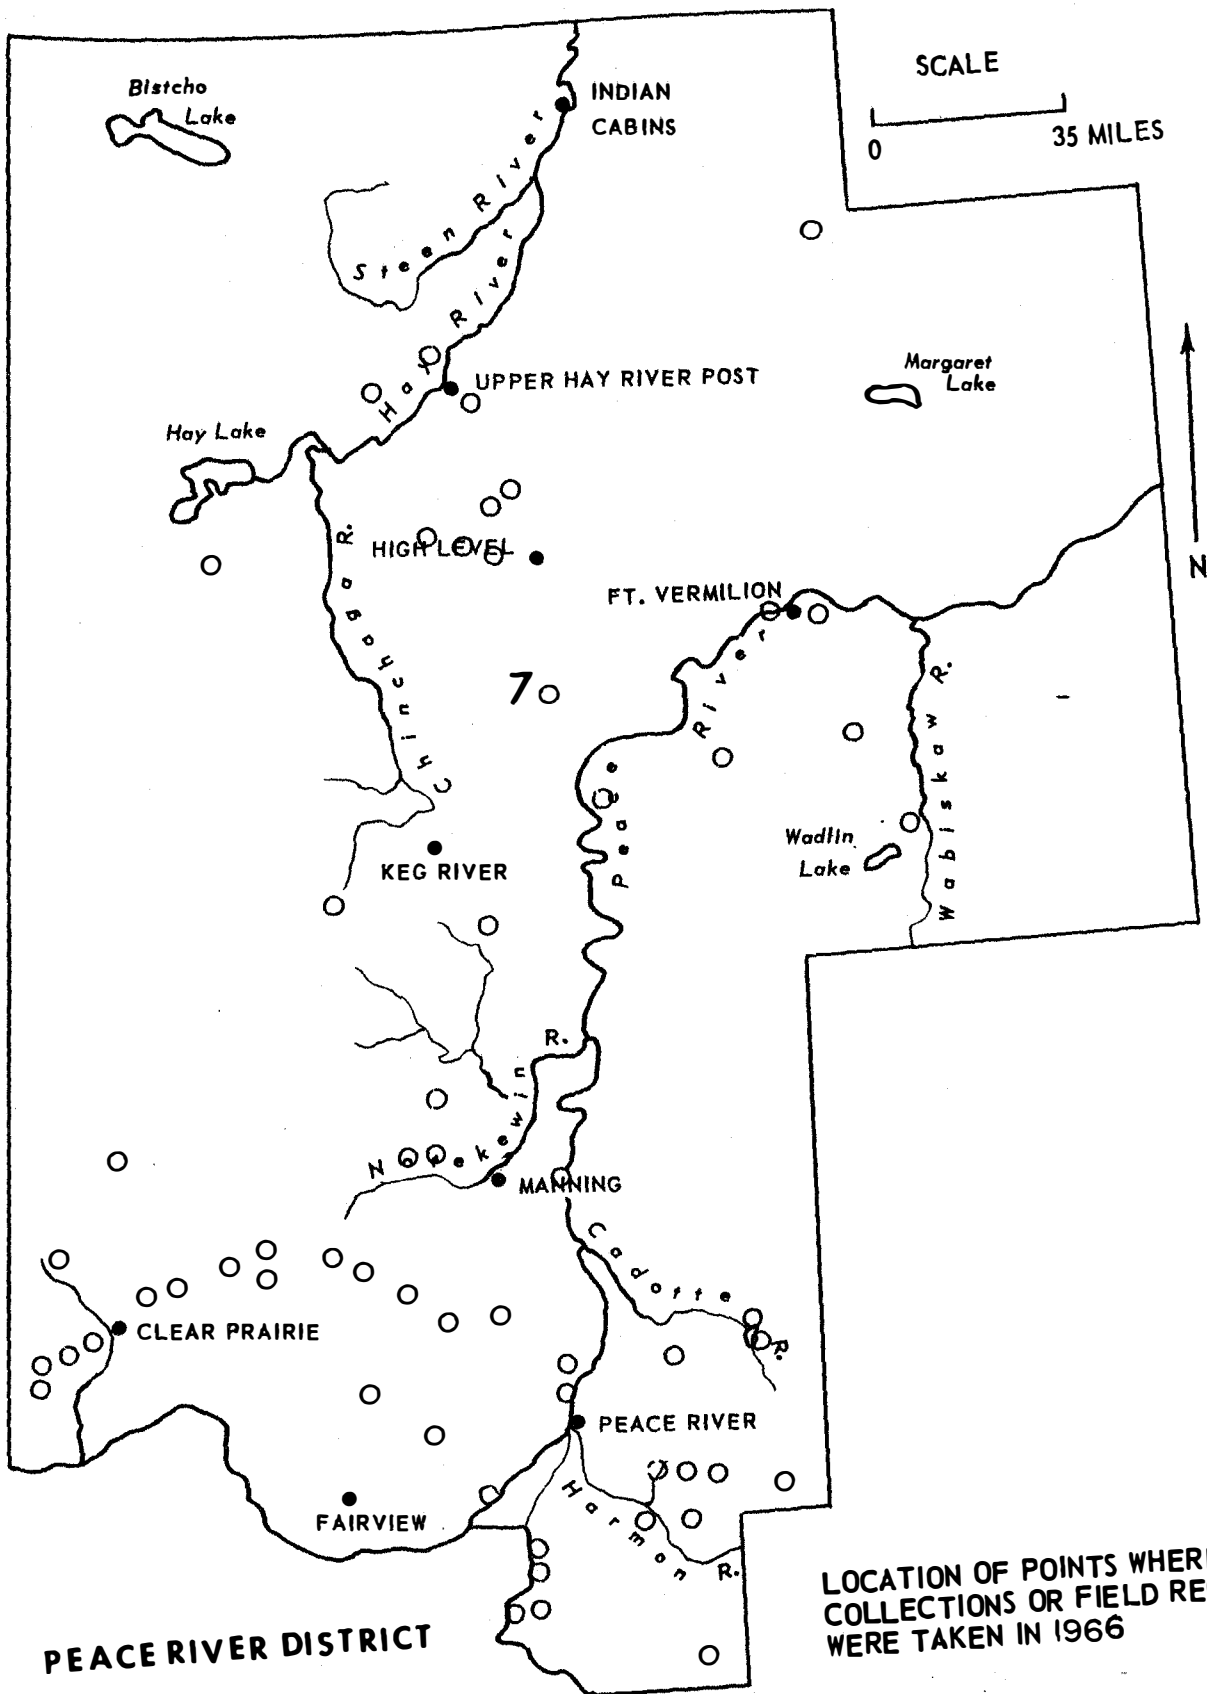 Bistcho
Lake
INDIAN
CABINS
SCALE
0
35 MILES
Steen River
Hay River
UPPER HAY RIVER POST
Margaret
Lake
Hay Lake
HIGH LEVEL
N
FT. VERMILION
Chinchaga R.
7
Peace River
Wabiskaw R.
Wadlin
Lake
KEG RIVER
Notekewin R.
MANNING
Cadotte R.
CLEAR PRAIRIE
PEACE RIVER
Harmon R.
FAIRVIEW
PEACE RIVER DISTRICT
LOCATION OF POINTS WHER
COLLECTIONS OR FIELD RE
WERE TAKEN IN 1966